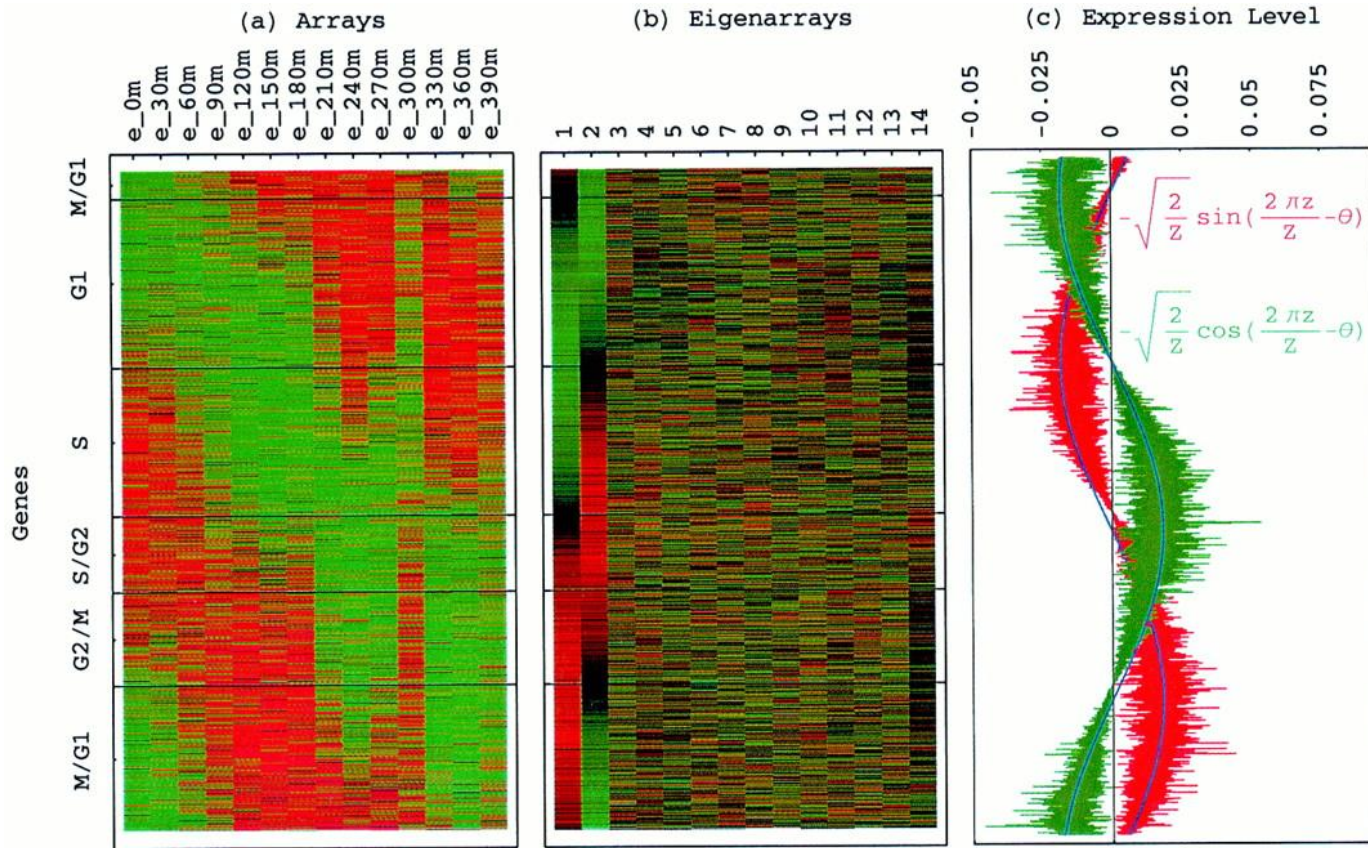 (a) Arrays
(b) Eigenarrays
(c) Expression Level
e_0m
e_30m
e_60m
e_90m
e_120m
e_150m
e_180m
e_210m
e_240m
e_270m
e_300m
e_330m
e_360m
e_390m
1
2
3
4
5
6
7
8
9
10
11
12
13
14
-0.05
-0.025
0
0.025
0.05
0.075
Genes
M/G1
G1
S
S/G2
G2/M
M/G1
-√(2/Z) sin(2πz/Z-θ)
-√(2/Z) cos(2πz/Z-θ)